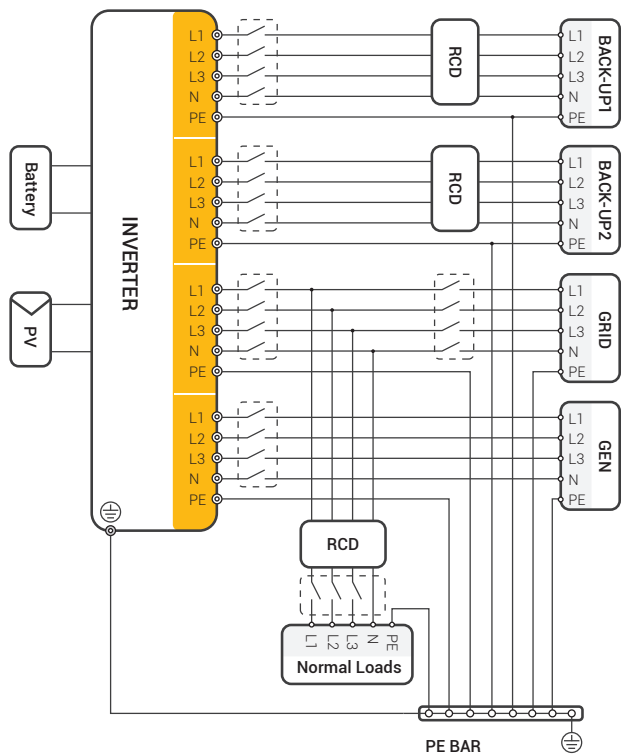 L1
L2
L3
N
PE
RCD
L1
L2
L3
N
PE
BACK-UP1
L1
L2
L3
N
PE
RCD
L1
L2
L3
N
PE
BACK-UP2
Battery
PV
INVERTER
L1
L2
L3
N
PE
L1
L2
L3
N
PE
GRID
L1
L2
L3
N
PE
L1
L2
L3
N
PE
GEN
RCD
L1
L2
L3
N
PE
Normal Loads
PE BAR